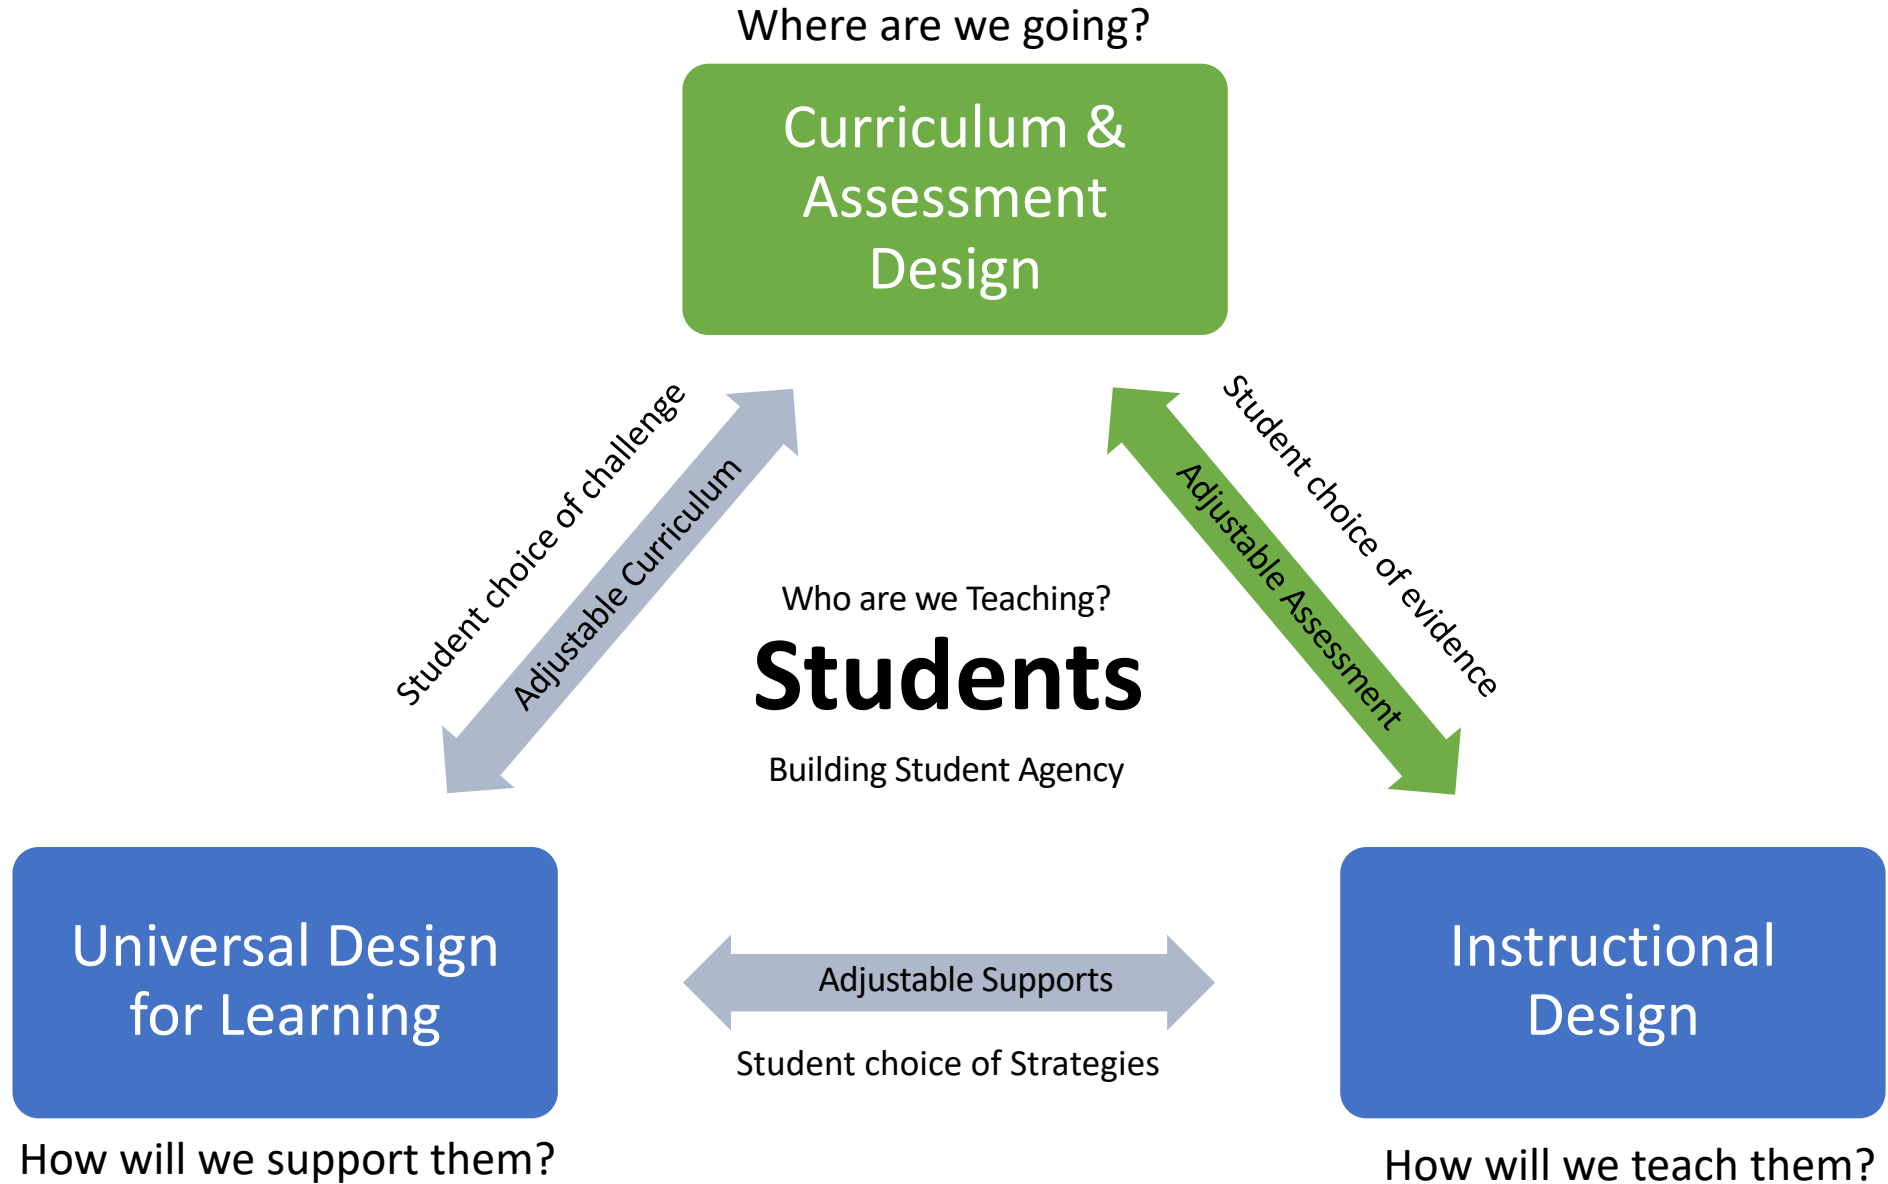 Where are we going?
Curriculum &
Assessment
Design
Student choice of challenge
Adjustable Curriculum
Adjustable Assessment
Student choice of evidence
Who are we Teaching?
Students
Building Student Agency
Universal Design
for Learning
Adjustable Supports
Student choice of Strategies
Instructional
Design
How will we support them?
How will we teach them?